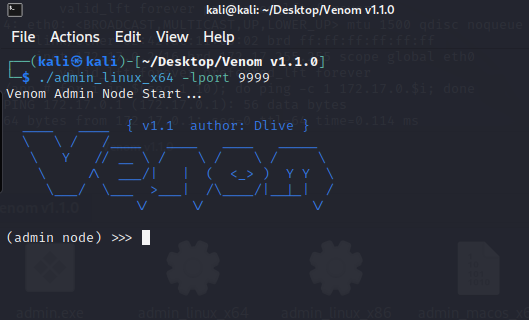 kali@kali: ~/Desktop/Venom v1.1.0
File Actions Edit View Help
(kali㉿kali)-[~/Desktop/Venom v1.1.0]
$ ./admin_linux_x64 -lport 9999
Venom Admin Node Start...
{ v1.1 author: Dlive }
Venom
(admin node) >>>
admin.exe
admin_linux_x64
admin_linux_x86